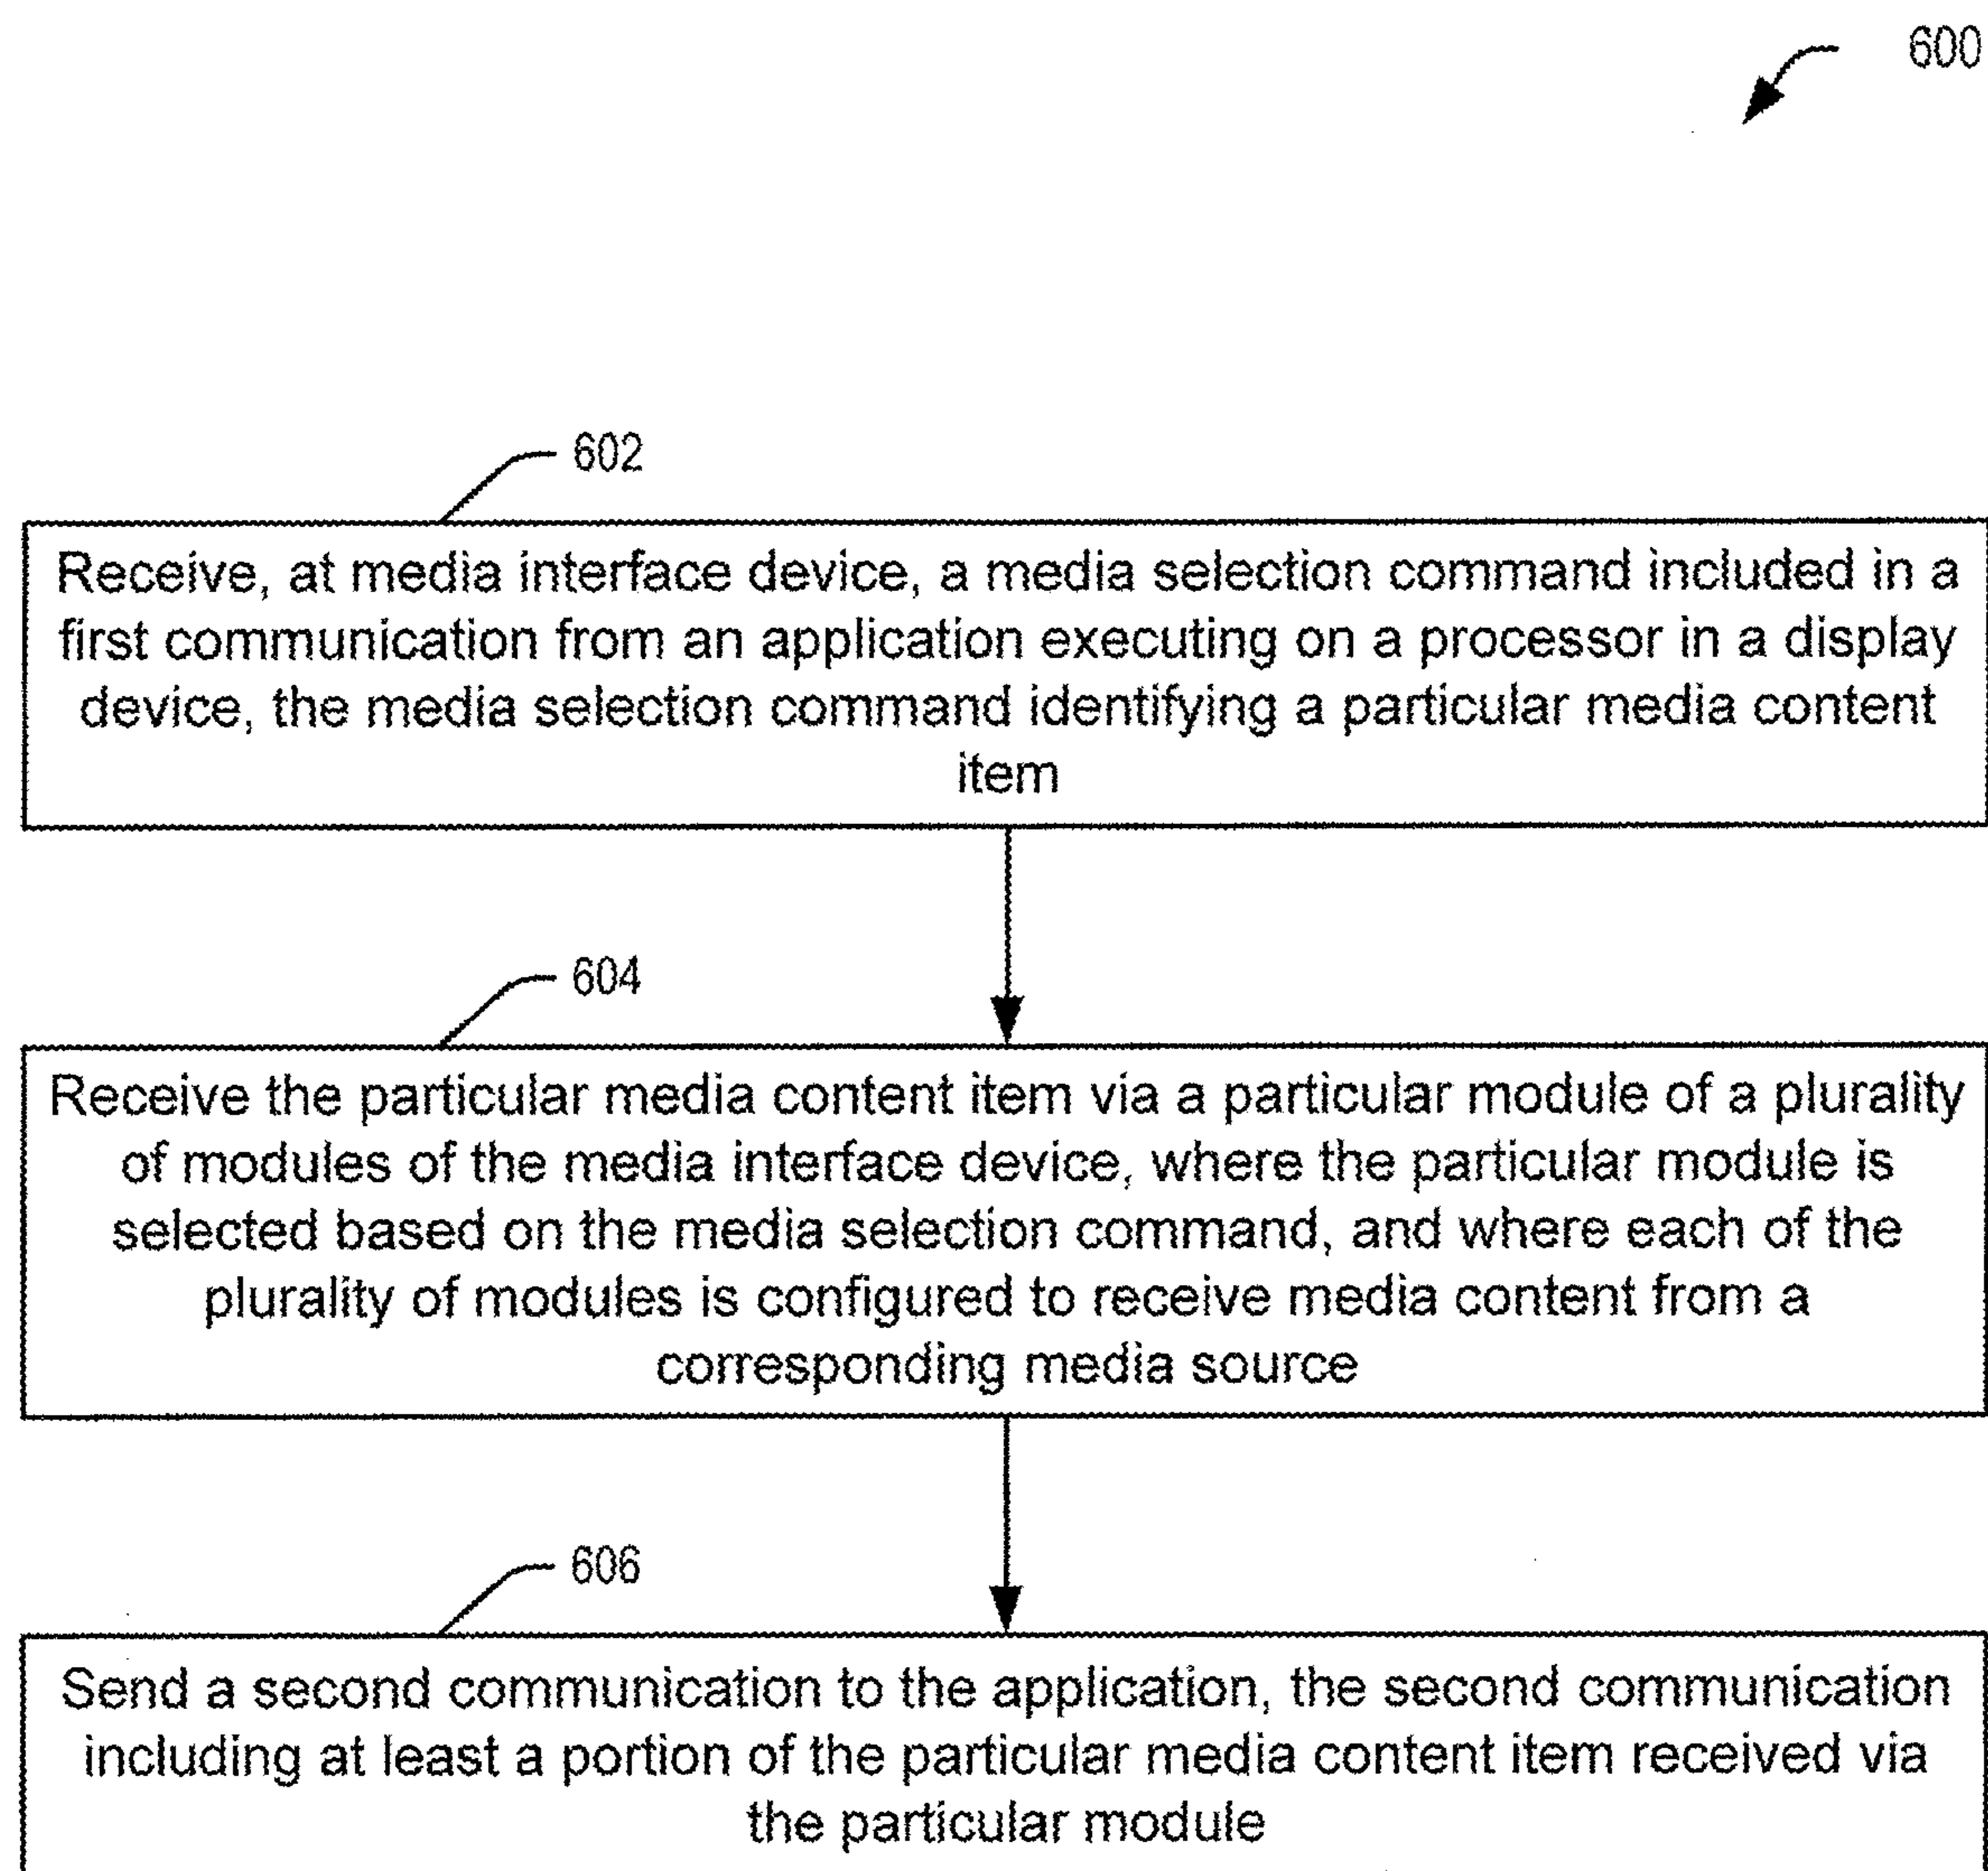 600
602
Receive, at media interface device, a media selection command included in a
first communication from an application executing on a processor in a display
device, the media selection command identifying a particular media content
item
604
Receive the particular media content item via a particular module of a plurality
of modules of the media interface device, where the particular module is
selected based on the media selection command, and where each of the
plurality of modules is configured to receive media content from a
corresponding media source
606
Send a second communication to the application, the second communication
including at least a portion of the particular media content item received via
the particular module